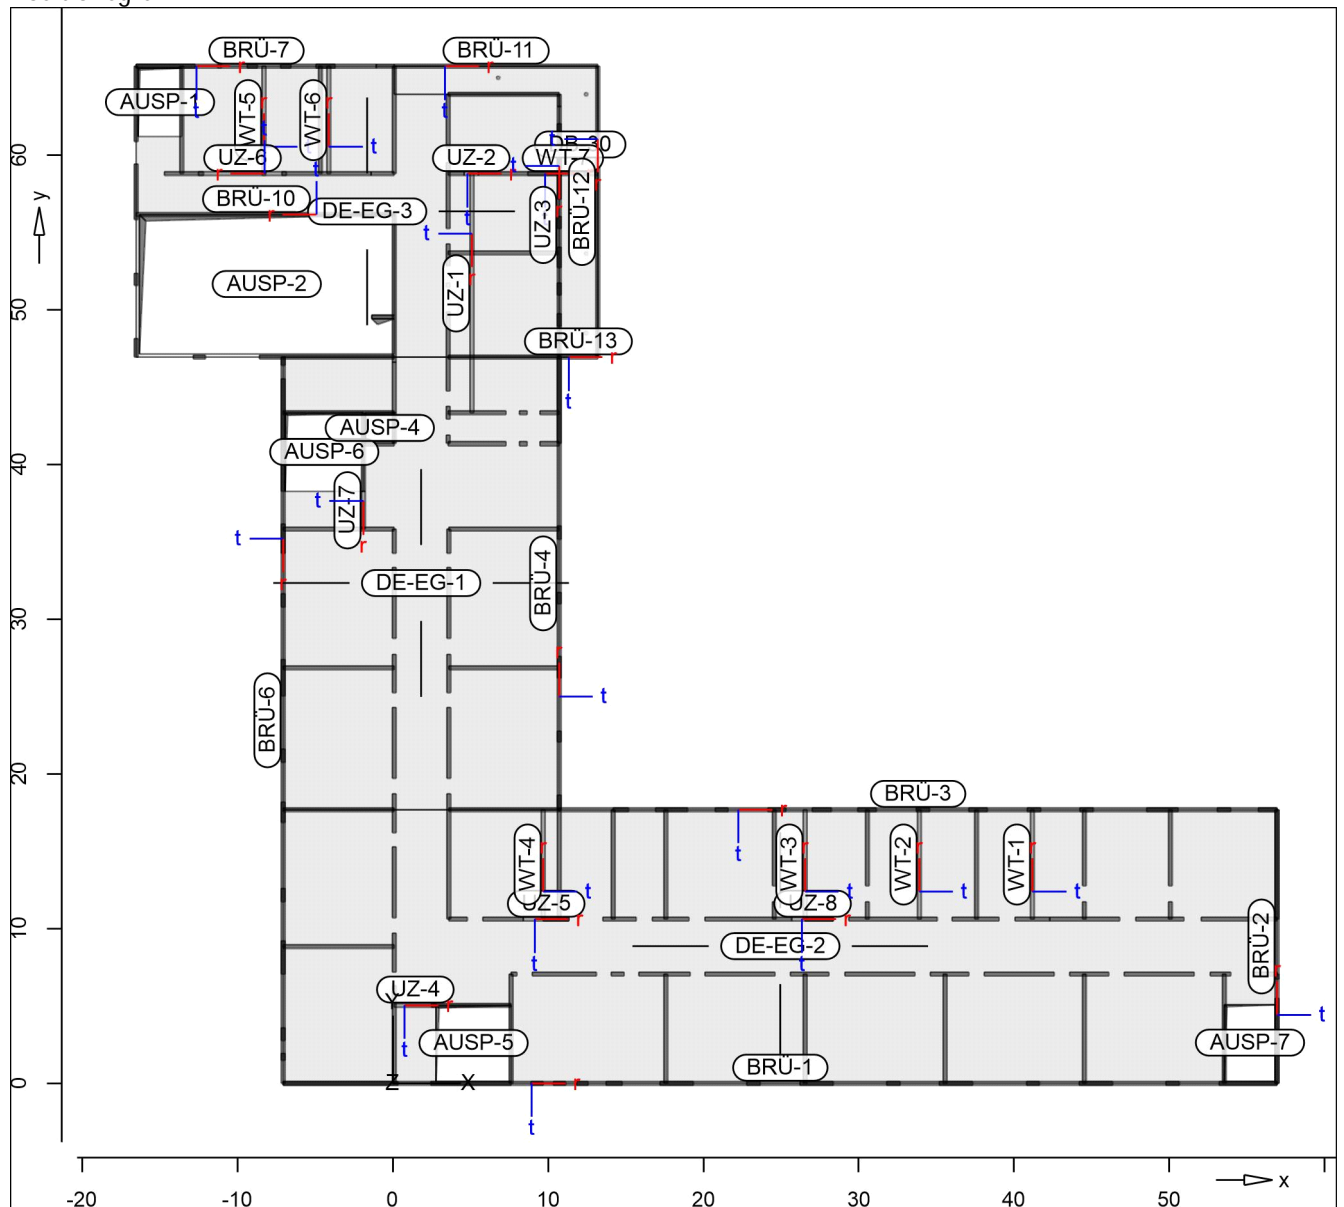 BRÜ-7
BRÜ-11
AUSP-1
WT-5
WT-6
UZ-6
UZ-2
WT-7
BRÜ-10
DE-EG-3
UZ-3
BRÜ-12
AUSP-2
UZ-1
BRÜ-13
AUSP-4
AUSP-6
UZ-7
DE-EG-1
BRÜ-4
BRÜ-6
BRÜ-3
WT-4
WT-3
WT-2
WT-1
UZ-5
UZ-8
DE-EG-2
BRÜ-2
UZ-4
AUSP-5
AUSP-7
BRÜ-1
r
t
Y
Z
X
y
60
50
40
30
20
10
0
-20
-10
0
10
20
30
40
50
x